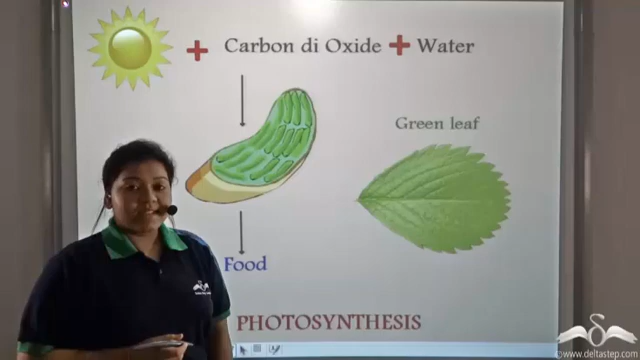 + Carbon di Oxide + Water
Green leaf
Food
PHOTOSYNTHESIS
©www.deltastep.com